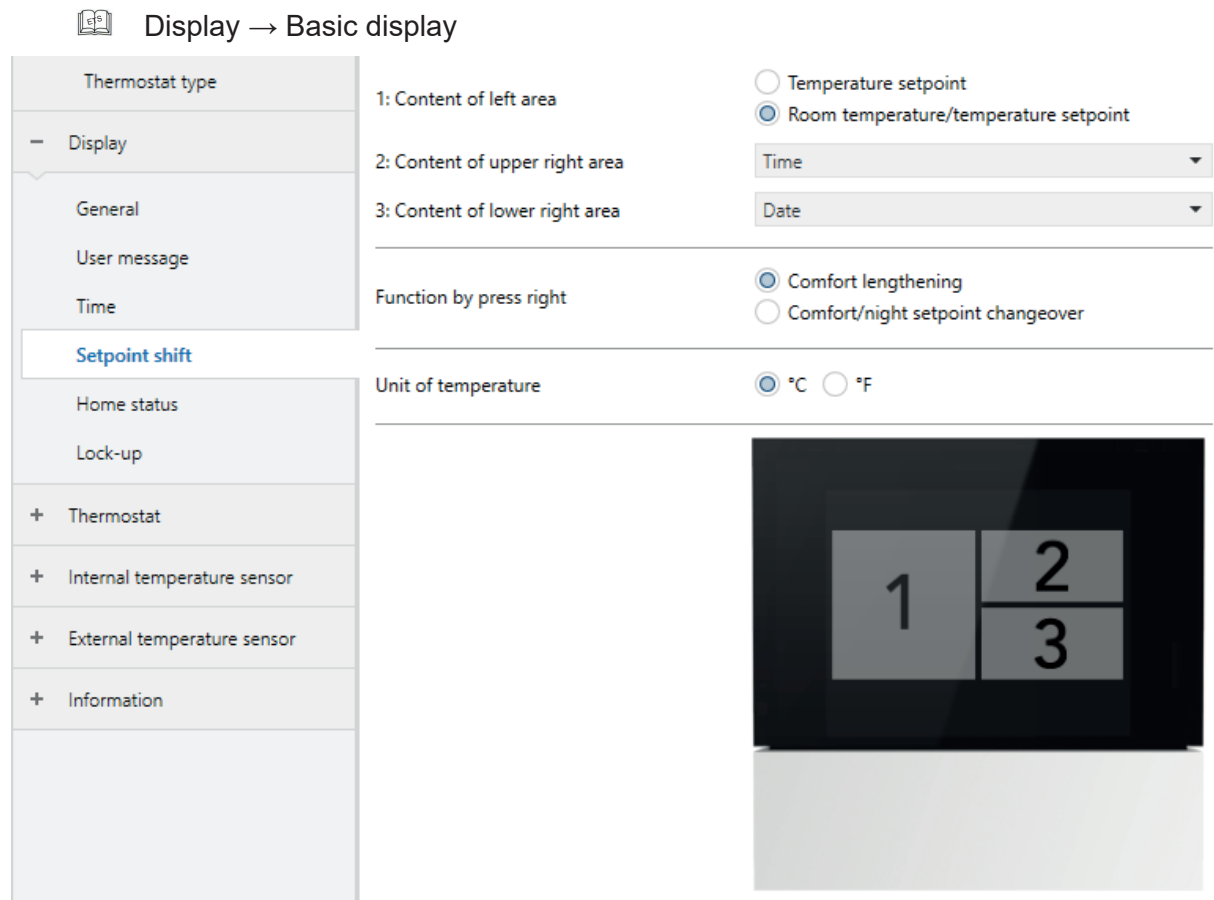 ETS Display → Basic display
Thermostat type
− Display
General
User message
Time
Setpoint shift
Home status
Lock-up
+ Thermostat
+ Internal temperature sensor
+ External temperature sensor
+ Information
1: Content of left area
Temperature setpoint
Room temperature/temperature setpoint
2: Content of upper right area
Time
3: Content of lower right area
Date
Function by press right
Comfort lengthening
Comfort/night setpoint changeover
Unit of temperature
°C °F
1
2
3